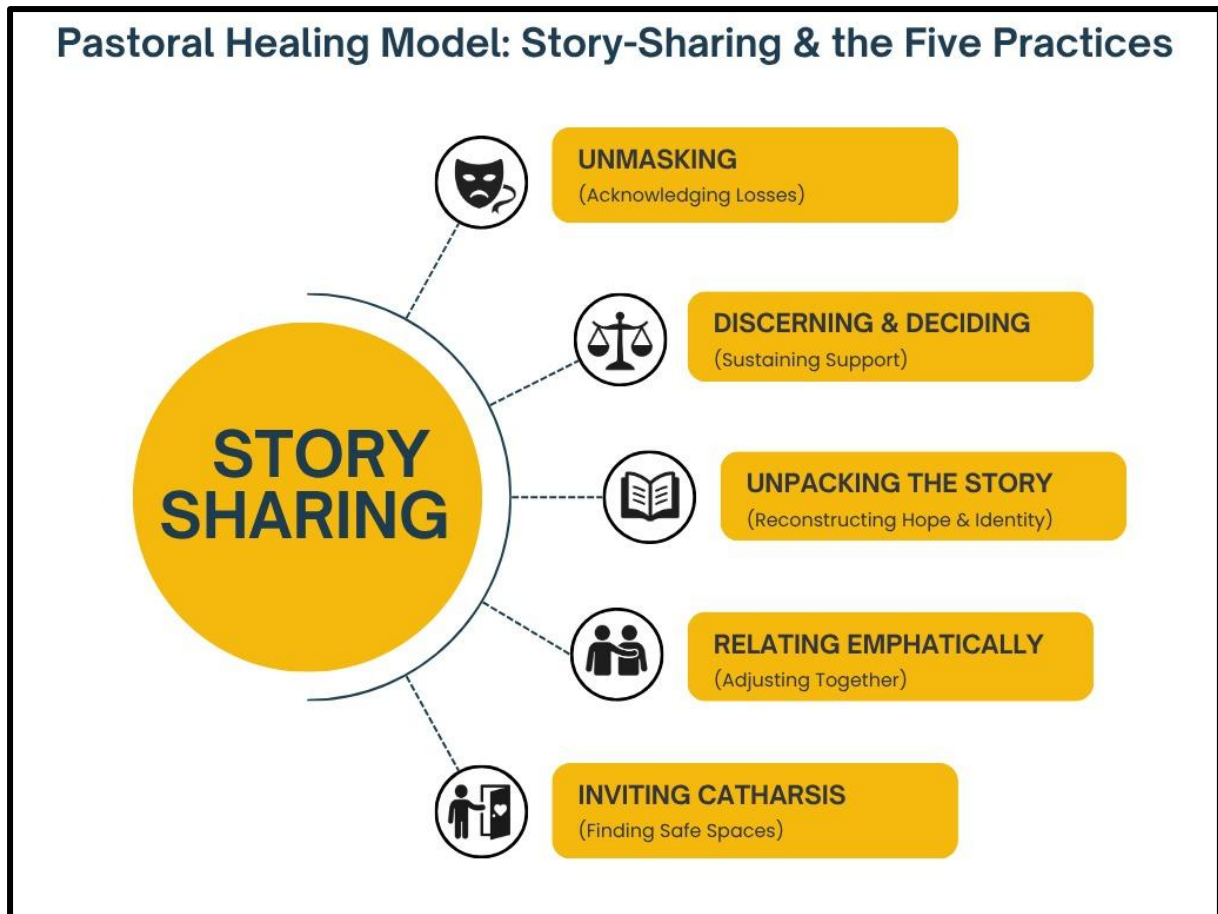 Pastoral Healing Model: Story-Sharing & the Five Practices
UNMASKING
(Acknowledging Losses)
DISCERNING & DECIDING
(Sustaining Support)
STORY
SHARING
UNPACKING THE STORY
(Reconstructing Hope & Identity)
RELATING EMPHATICALLY
(Adjusting Together)
INVITING CATHARSIS
(Finding Safe Spaces)